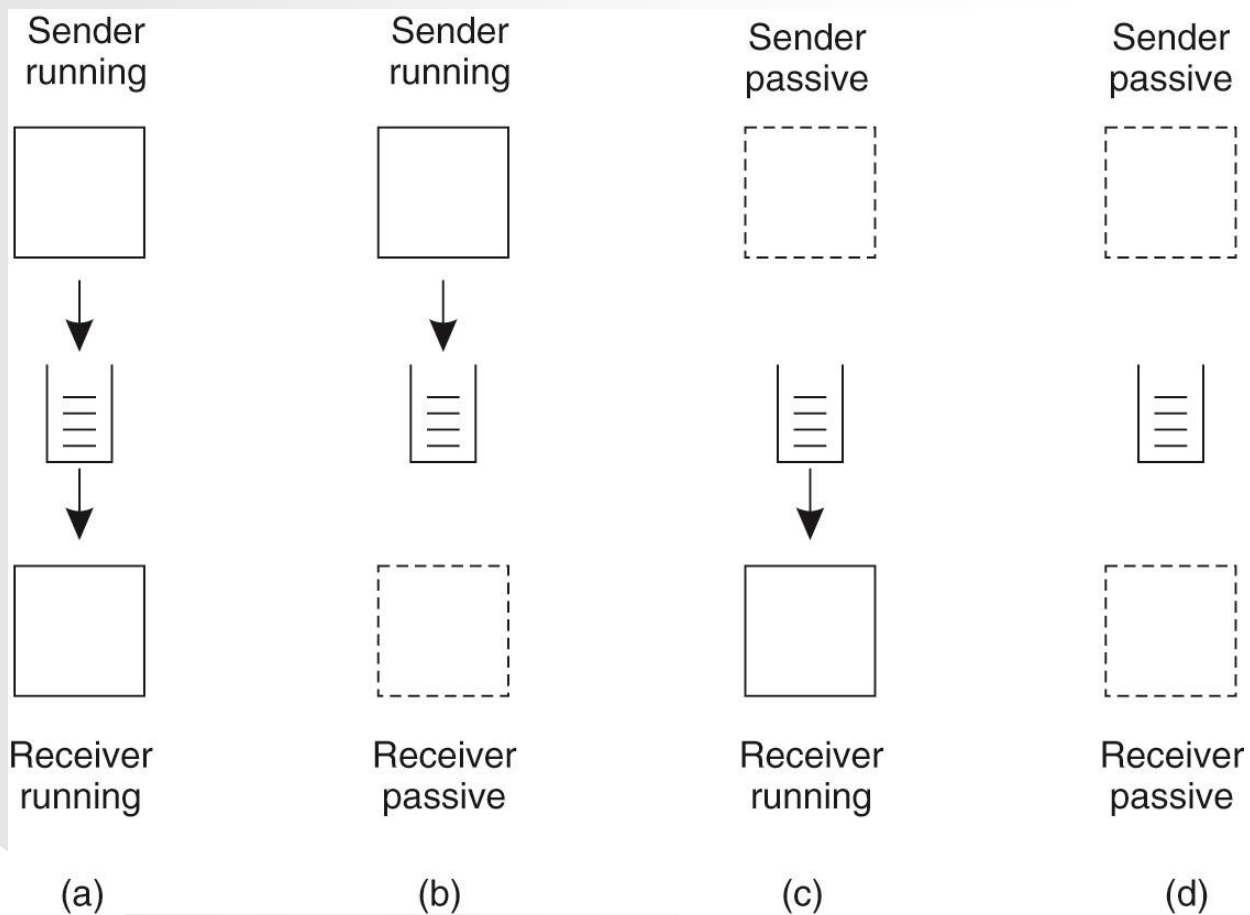 Sender
running
Sender
running
Sender
passive
Sender
passive
Receiver
running
Receiver
passive
Receiver
running
Receiver
passive
(a)
(b)
(c)
(d)